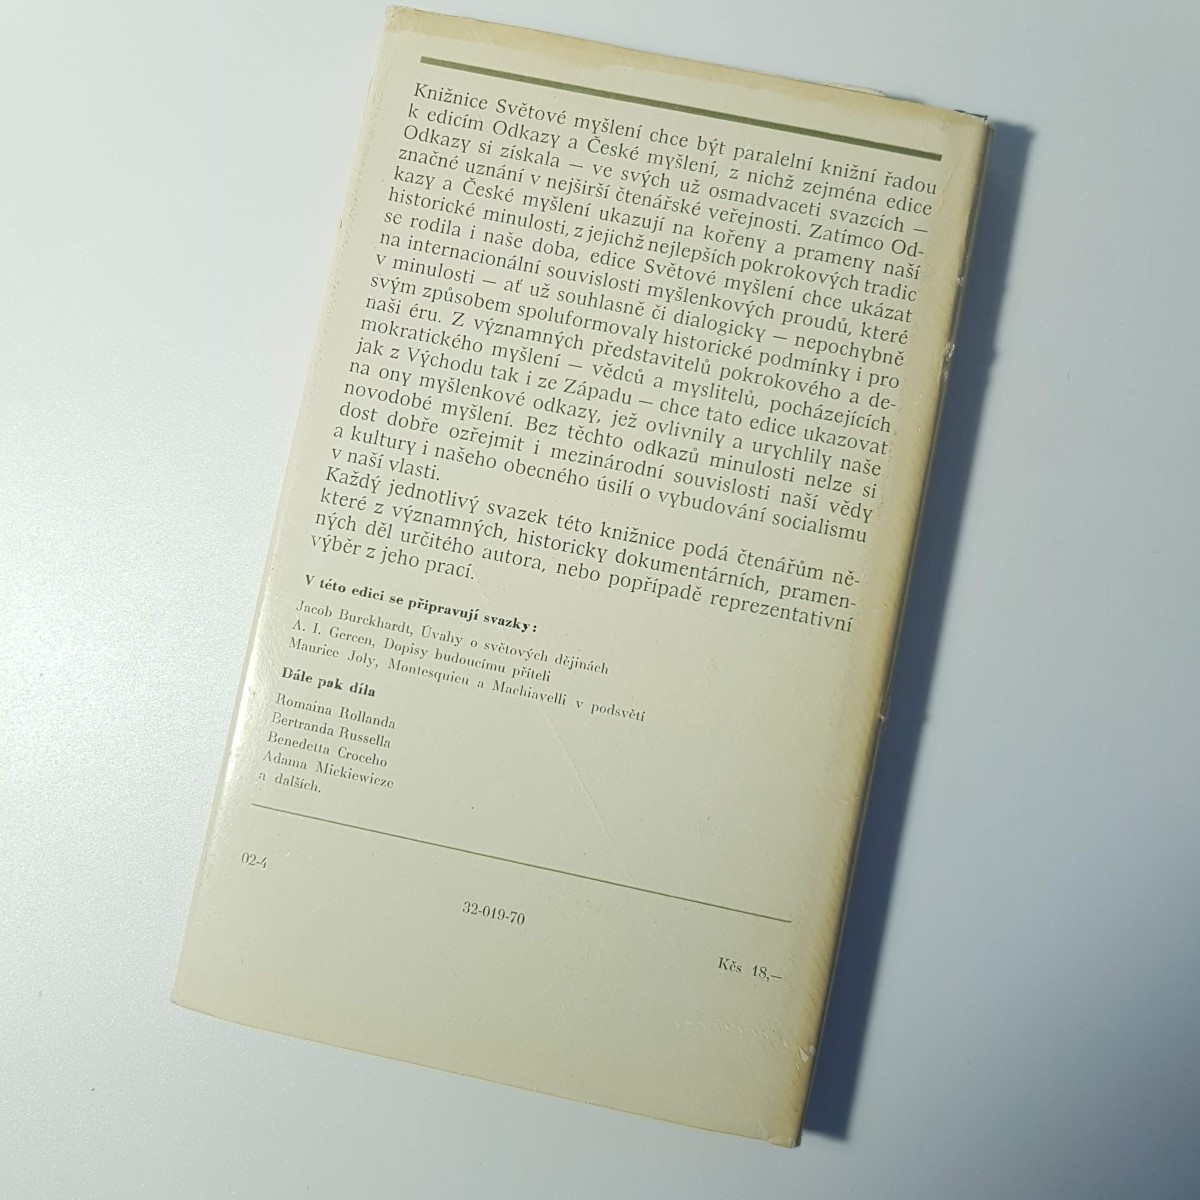 Knižnice Světové myšlení chce být paralelní knižní řadou
k edicím Odkazy a České myšlení, z nichž zejména edice
Odkazy si získala — ve svých už osmadvaceti svazcích —
značné uznání v nejširší čtenářské veřejnosti. Zatímco Od-
kazy a České myšlení ukazují na kořeny a prameny naší
historické minulosti, z jejichž nejlepších pokrokových tradic
se rodila i naše doba, edice Světové myšlení chce ukázat
na internacionální souvislosti myšlenkových proudů, které
v minulosti — ať už souhlasně či dialogicky — nepochybně
svým způsobem spoluformovaly historické podmínky i pro
naši éru. Z významných představitelů pokrokového a de-
mokratického myšlení — vědců a myslitelů, pocházejících
jak z Východu tak i ze Západu — chce tato edice ukazovat
na ony myšlenkové odkazy, jež ovlivnily a urychlily naše
novodobé myšlení. Bez těchto odkazů minulosti nelze si
dost dobře ozřejmit i mezinárodní souvislosti naší vědy
a kultury i našeho obecného úsilí o vybudování socialismu
v naší vlasti.
Každý jednotlivý svazek této knižnice podá čtenářům ně-
které z významných, historicky dokumentárních, pramen-
ných děl určitého autora, nebo popřípadě reprezentativní
výběr z jeho prací.
V této edici se připravují svazky:
Jacob Burckhardt, Úvahy o světových dějinách
A. I. Gercen, Dopisy budoucímu příteli
Maurice Joly, Montesquieu a Machiavelli v podsvětí
Dále pak díla
Romaina Rollanda
Bertranda Russella
Benedetta Croceho
Adama Mickiewicze
a dalších.
02-4
32-019-70
Kčs 18,—